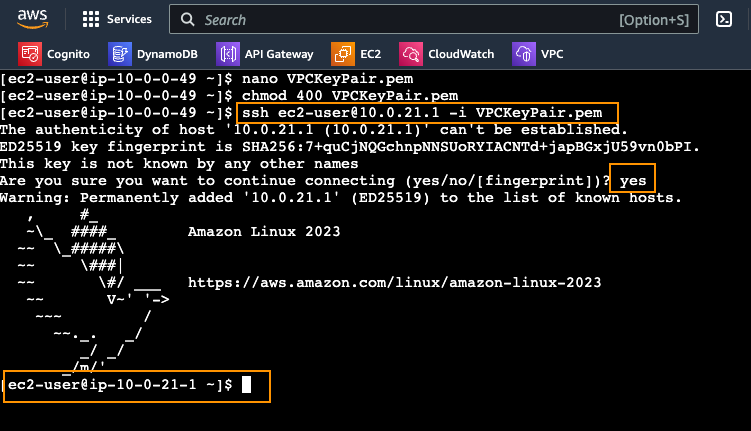 aws
Services
Search
[Option+S]
Cognito
DynamoDB
API Gateway
EC2
CloudWatch
VPC
[ec2-user@ip-10-0-0-49 ~]$ nano VPCKeyPair.pem
[ec2-user@ip-10-0-0-49 ~]$ chmod 400 VPCKeyPair.pem
[ec2-user@ip-10-0-0-49 ~]$ ssh ec2-user@10.0.21.1 -i VPCKeyPair.pem
The authenticity of host '10.0.21.1 (10.0.21.1)' can't be established.
ED25519 key fingerprint is SHA256:7+quCjNQGchnpNNSUoRYIACNTd+japBGxjU59vn0bPI.
This key is not known by any other names
Are you sure you want to continue connecting (yes/no/[fingerprint])? yes
Warning: Permanently added '10.0.21.1' (ED25519) to the list of known hosts.
   ,     #_
   ~\_  ####_        Amazon Linux 2023
  ~~  \_#####\
  ~~     \###|
  ~~       \#/ ___   https://aws.amazon.com/linux/amazon-linux-2023
   ~~       V~' '->
    ~~~         /
      ~~._.   _/
         _/ _/
       _/m/'
[ec2-user@ip-10-0-21-1 ~]$